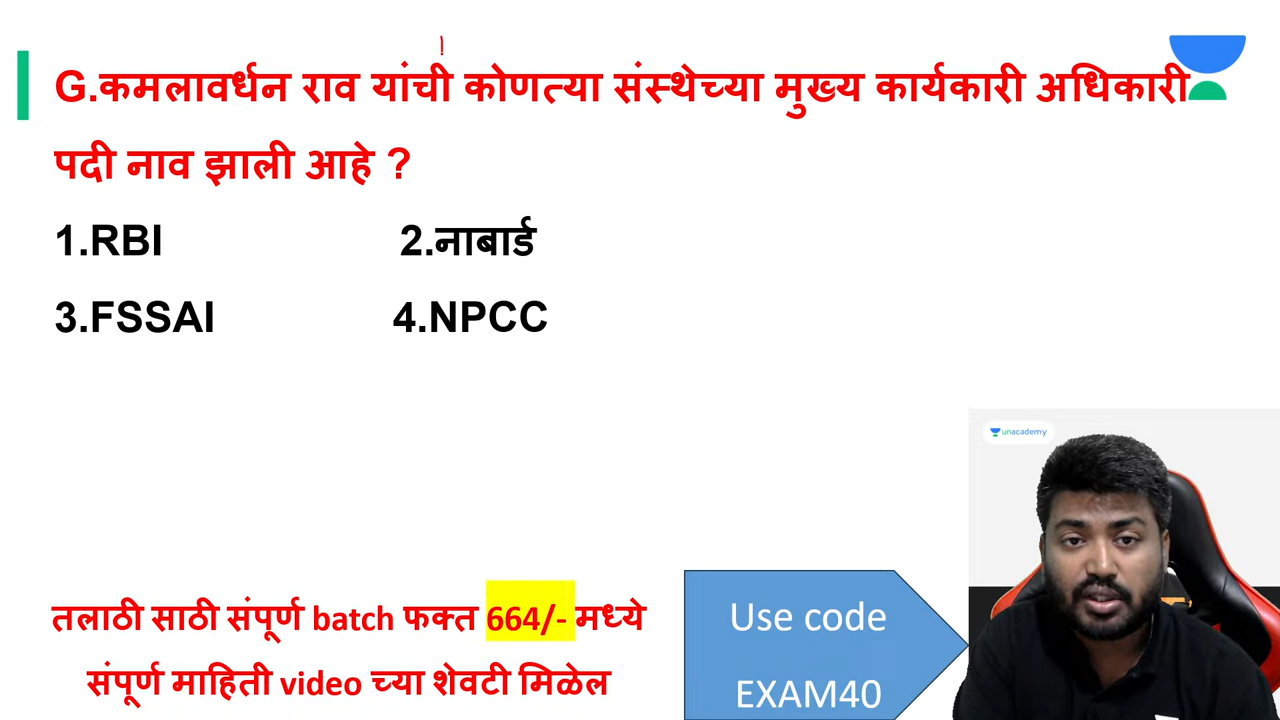 G.कमलावर्धन राव यांची कोणत्या संस्थेच्या मुख्य कार्यकारी अधिकारी
पदी नाव झाली आहे ?
1.RBI 2.नाबार्ड
3.FSSAI 4.NPCC
unacademy
तलाठी साठी संपूर्ण batch फक्त 664/- मध्ये
संपूर्ण माहिती video च्या शेवटी मिळेल
Use code
EXAM40